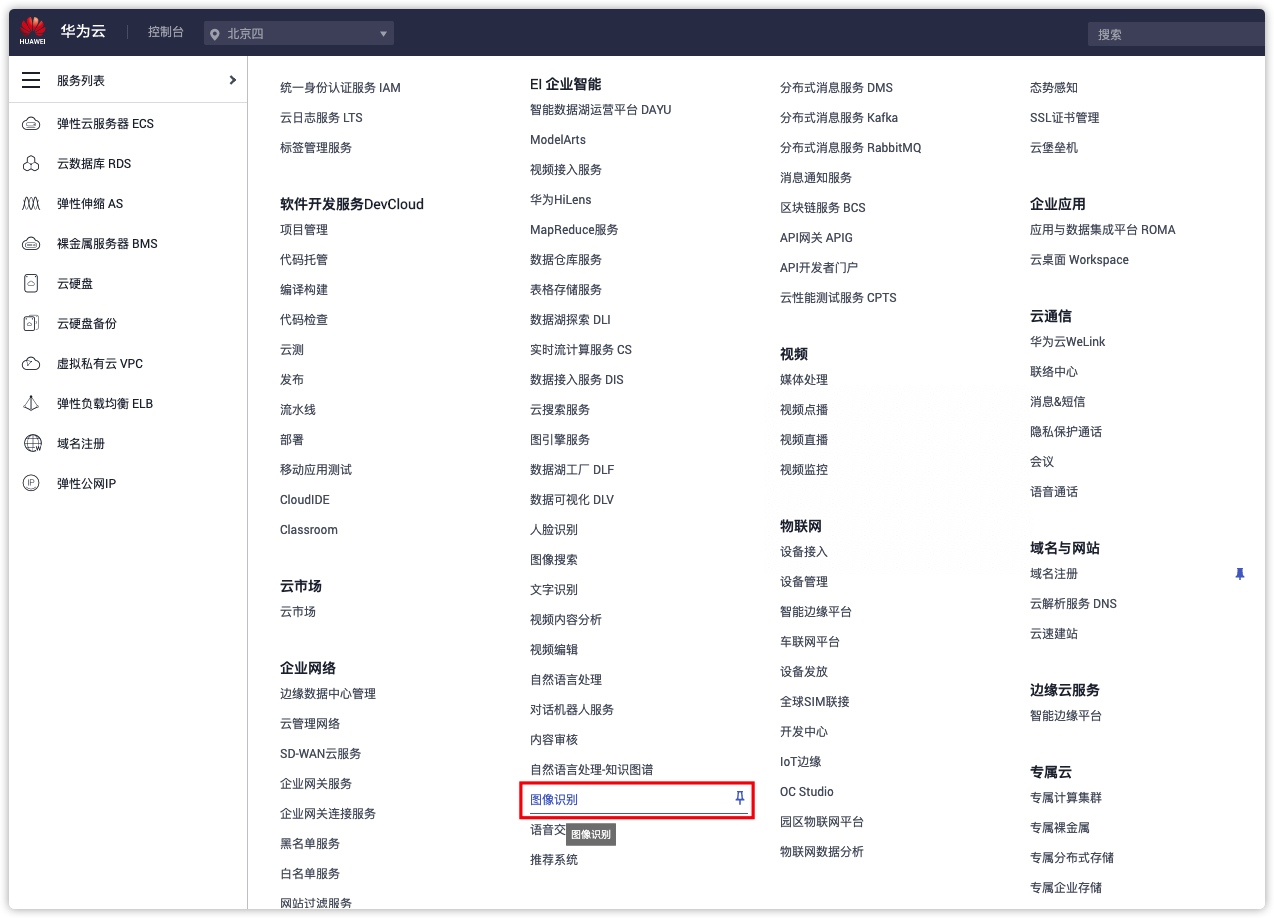 HUAWEI
华为云
控制台
北京四
搜索
服务列表
弹性云服务器 ECS
云数据库 RDS
弹性伸缩 AS
裸金属服务器 BMS
云硬盘
云硬盘备份
虚拟私有云 VPC
弹性负载均衡 ELB
域名注册
弹性公网IP
统一身份认证服务 IAM
云日志服务 LTS
标签管理服务
软件开发服务DevCloud
项目管理
代码托管
编译构建
代码检查
云测
发布
流水线
部署
移动应用测试
CloudIDE
Classroom
云市场
云市场
企业网络
边缘数据中心管理
云管理网络
SD-WAN云服务
企业网关服务
企业网关连接服务
黑名单服务
白名单服务
网站过滤服务
EI 企业智能
智能数据湖运营平台 DAYU
ModelArts
视频接入服务
华为HiLens
MapReduce服务
数据仓库服务
表格存储服务
数据湖探索 DLI
实时流计算服务 CS
数据接入服务 DIS
云搜索服务
图引擎服务
数据湖工厂 DLF
数据可视化 DLV
人脸识别
图像搜索
文字识别
视频内容分析
视频编辑
自然语言处理
对话机器人服务
内容审核
自然语言处理-知识图谱
图像识别
语音交
图像识别
推荐系统
分布式消息服务 DMS
分布式消息服务 Kafka
分布式消息服务 RabbitMQ
消息通知服务
区块链服务 BCS
API网关 APIG
API开发者门户
云性能测试服务 CPTS
视频
媒体处理
视频点播
视频直播
视频监控
物联网
设备接入
设备管理
智能边缘平台
车联网平台
设备发放
全球SIM联接
开发中心
IoT边缘
OC Studio
园区物联网平台
物联网数据分析
态势感知
SSL证书管理
云堡垒机
企业应用
应用与数据集成平台 ROMA
云桌面 Workspace
云通信
华为云WeLink
联络中心
消息&短信
隐私保护通话
会议
语音通话
域名与网站
域名注册
云解析服务 DNS
云速建站
边缘云服务
智能边缘平台
专属云
专属计算集群
专属裸金属
专属分布式存储
专属企业存储